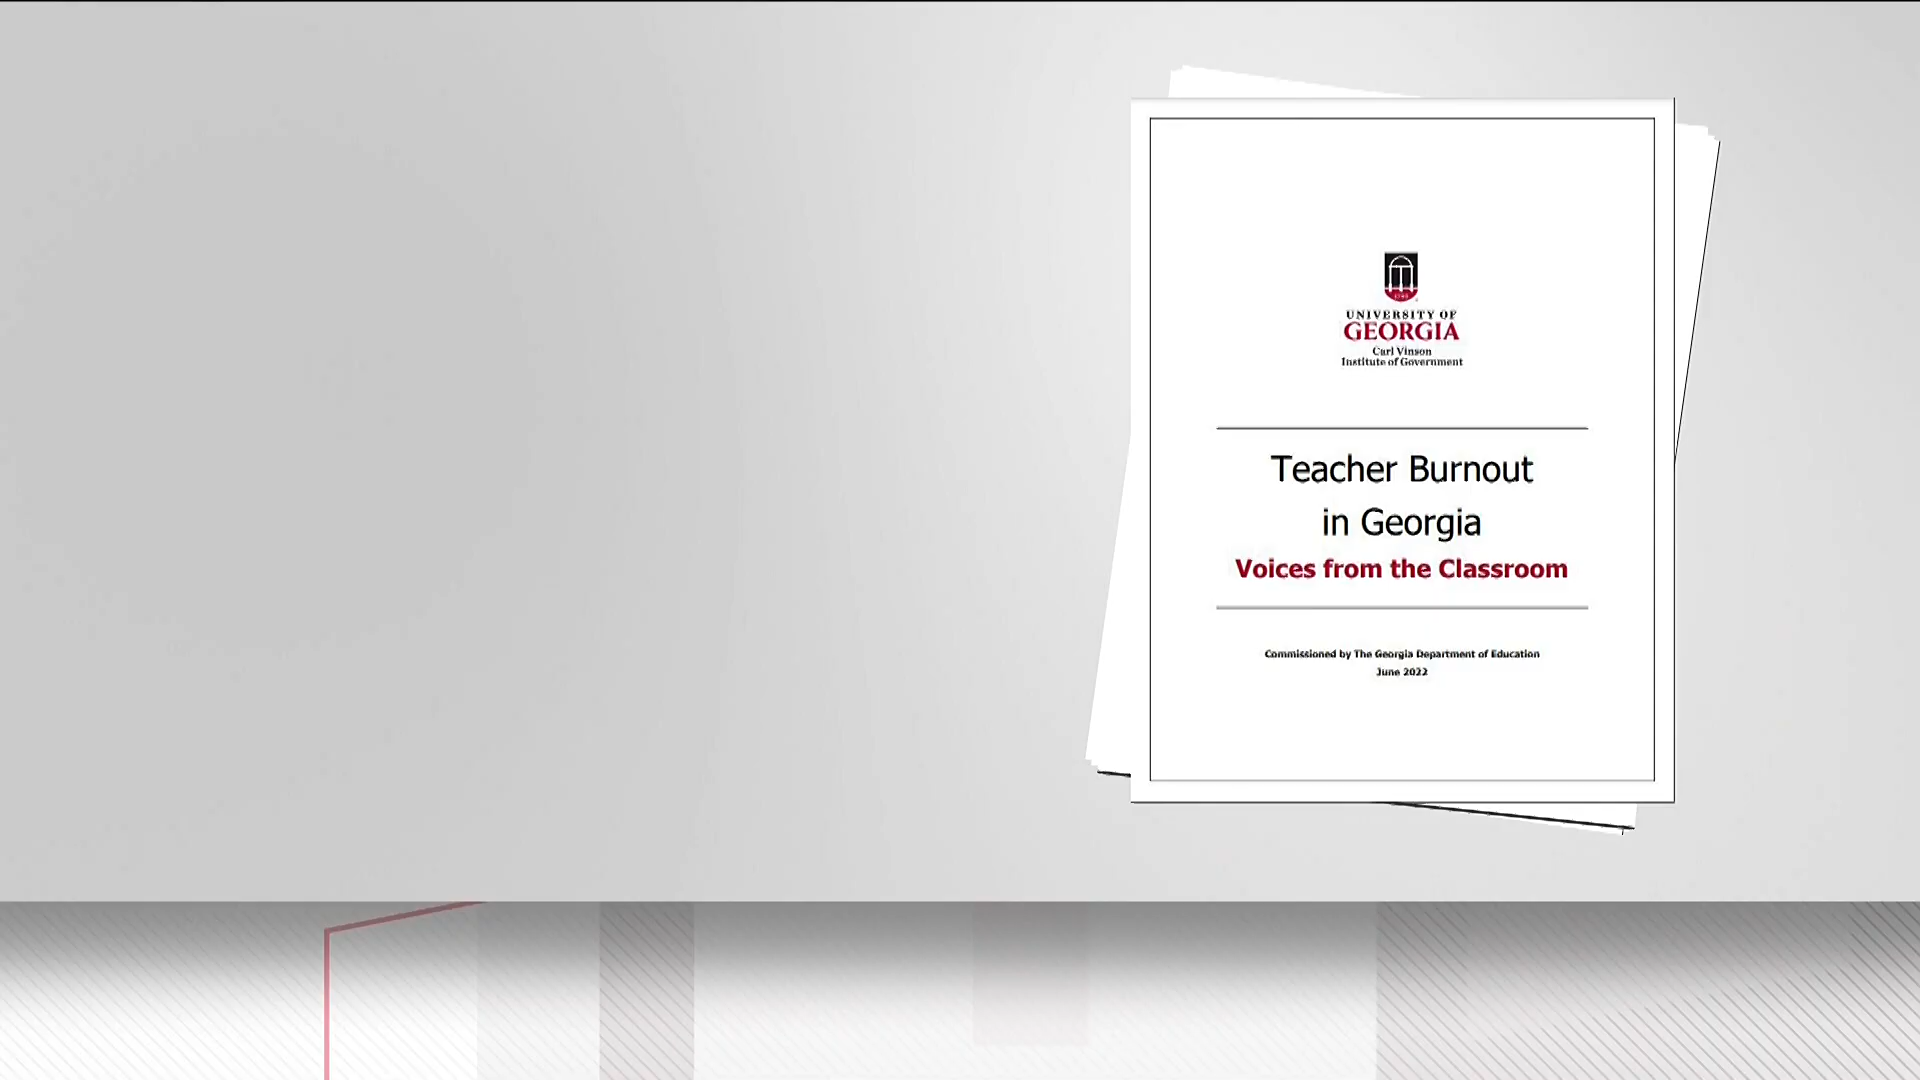 UNIVERSITY OF
GEORGIA
Carl Vinson
Institute of Government
Teacher Burnout
in Georgia
Voices from the Classroom
Commissioned by The Georgia Department of Education
June 2022